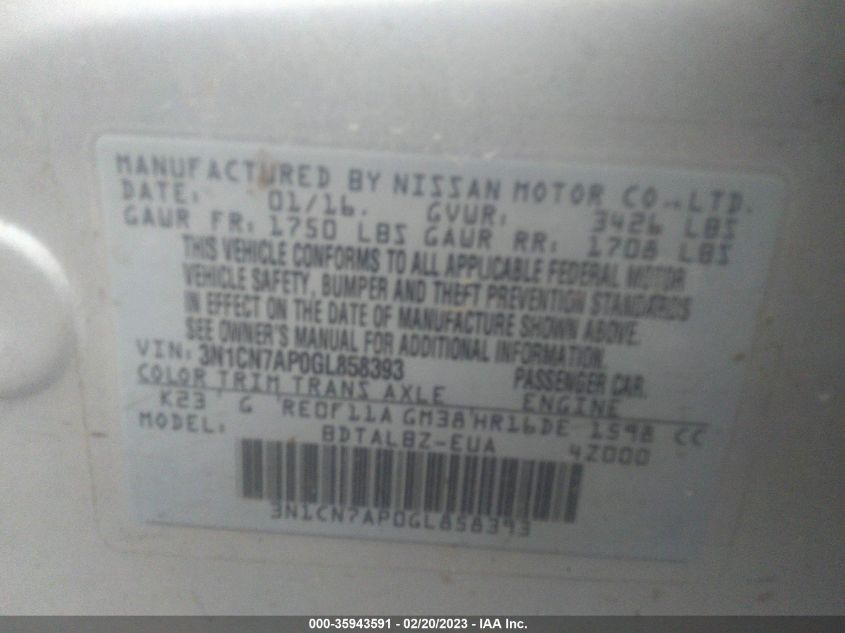 MANUFACTURED BY NISSAN MOTOR CO.,LTD.
DATE: 01/16. GVWR: 3426 LBS
GAWR FR: 1750 LBS GAWR RR: 1708 LBS
THIS VEHICLE CONFORMS TO ALL APPLICABLE FEDERAL MOTOR
VEHICLE SAFETY, BUMPER AND THEFT PREVENTION STANDARDS
IN EFFECT ON THE DATE OF MANUFACTURE SHOWN ABOVE.
SEE OWNER'S MANUAL FOR ADDITIONAL INFORMATION.
VIN: 3N1CN7AP0GL858393 PASSENGER CAR.
COLOR TRIM TRANS AXLE ENGINE
K23 G RE0F11A GM38 HR16DE 1598 CC
MODEL: BDTALBZ-EUA 4Z000
3N1CN7AP0GL858393
000-35943591 - 02/20/2023 - IAA Inc.